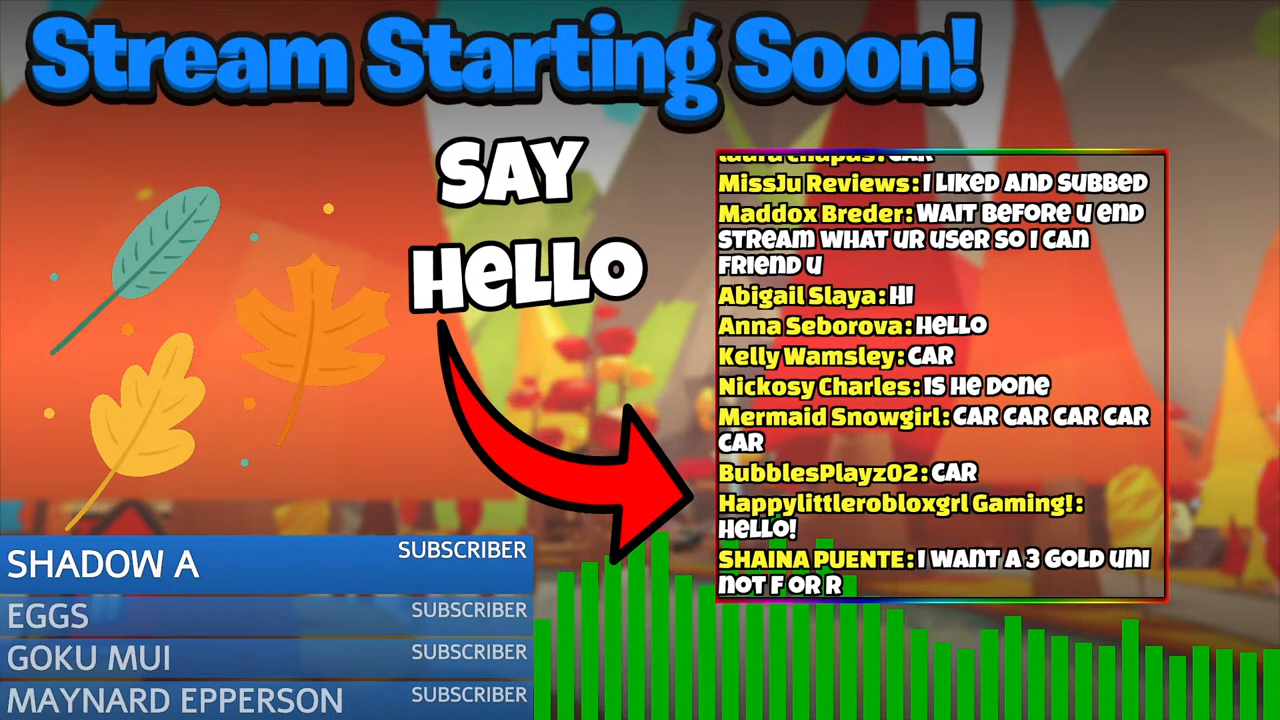 Stream Starting Soon!
SAY
HELLO
laura chapas: CAR
MissJu Reviews: I LIKED AND SUBBED
Maddox Breder: WAIT BEFORE U END
STREAM WHAT UR USER SO I CAN
FRIEND U
Abigail Slaya: HI
Anna Seborova: HELLO
Kelly Wamsley: CAR
Nickosy Charles: IS HE DONE
Mermaid Snowgirl: CAR CAR CAR CAR
CAR
BubblesPlayz02: CAR
Happylittlerobloxgrl Gaming!:
HELLO!
SHAINA PUENTE: I WANT A 3 GOLD UNI
NOT F OR R
SHADOW A SUBSCRIBER
EGGS SUBSCRIBER
GOKU MUI SUBSCRIBER
MAYNARD EPPERSON SUBSCRIBER